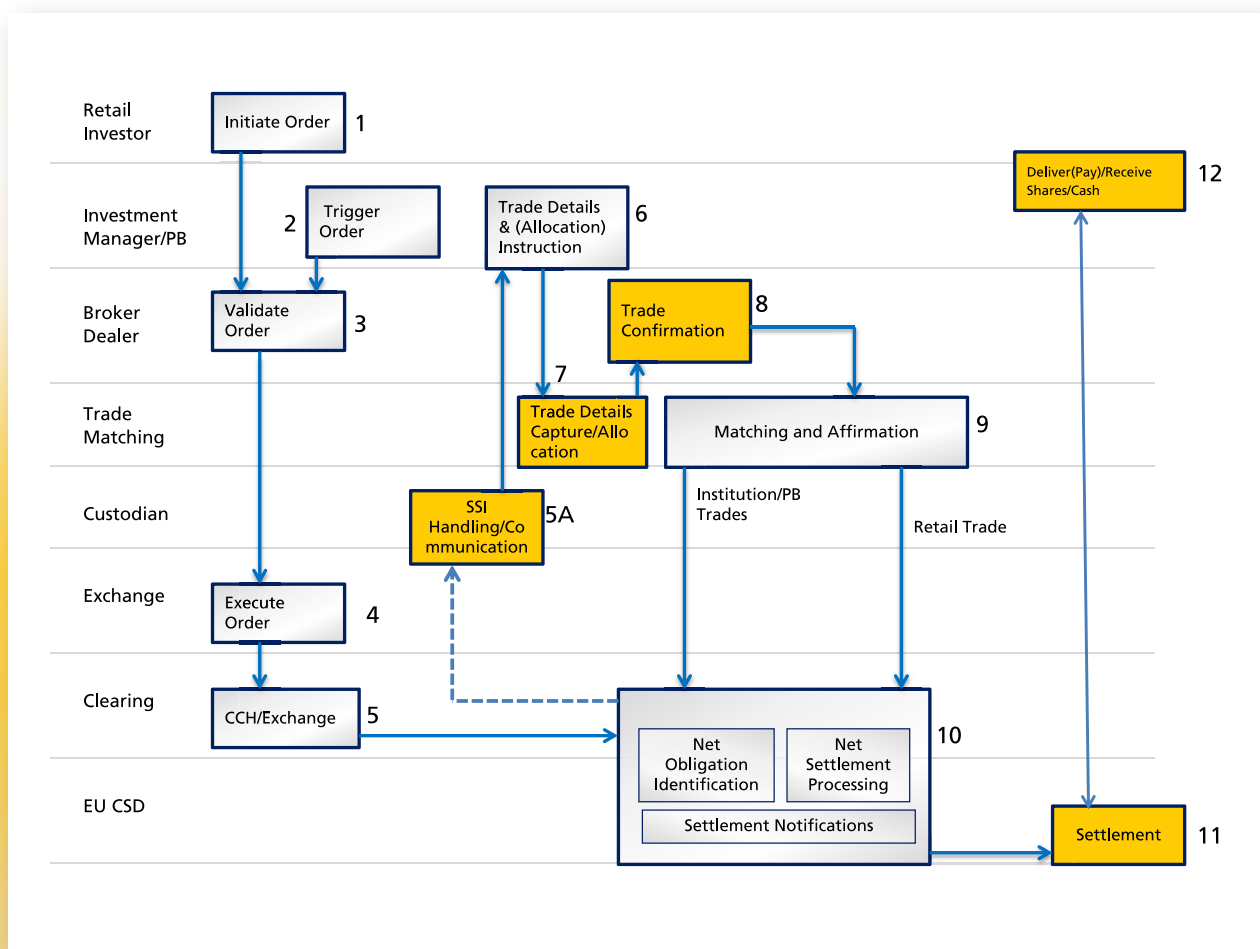 Retail
Investor
Initiate Order
1
Deliver(Pay)/Receive
Shares/Cash
12
Investment
Manager/PB
2
Trigger
Order
Trade Details
& (Allocation)
Instruction
6
Broker
Dealer
Validate
Order
3
Trade
Confirmation
8
7
Trade
Matching
Trade Details
Capture/Allo
cation
Matching and Affirmation
9
Custodian
SSI
Handling/Co
mmunication
5A
Institution/PB
Trades
Retail Trade
Exchange
Execute
Order
4
Clearing
CCH/Exchange
5
10
Net
Obligation
Identification
Net
Settlement
Processing
EU CSD
Settlement Notifications
Settlement
11